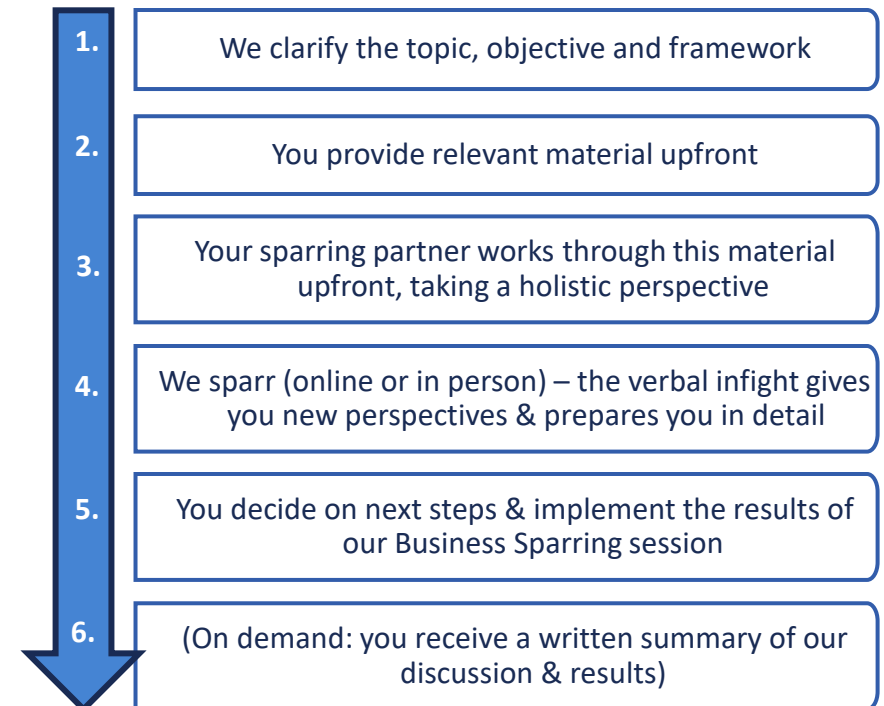 1.
We clarify the topic, objective and framework
2.
You provide relevant material upfront
3.
Your sparring partner works through this material
upfront, taking a holistic perspective
4.
We sparr (online or in person) – the verbal infight gives
you new perspectives & prepares you in detail
5.
You decide on next steps & implement the results of
our Business Sparring session
6.
(On demand: you receive a written summary of our
discussion & results)